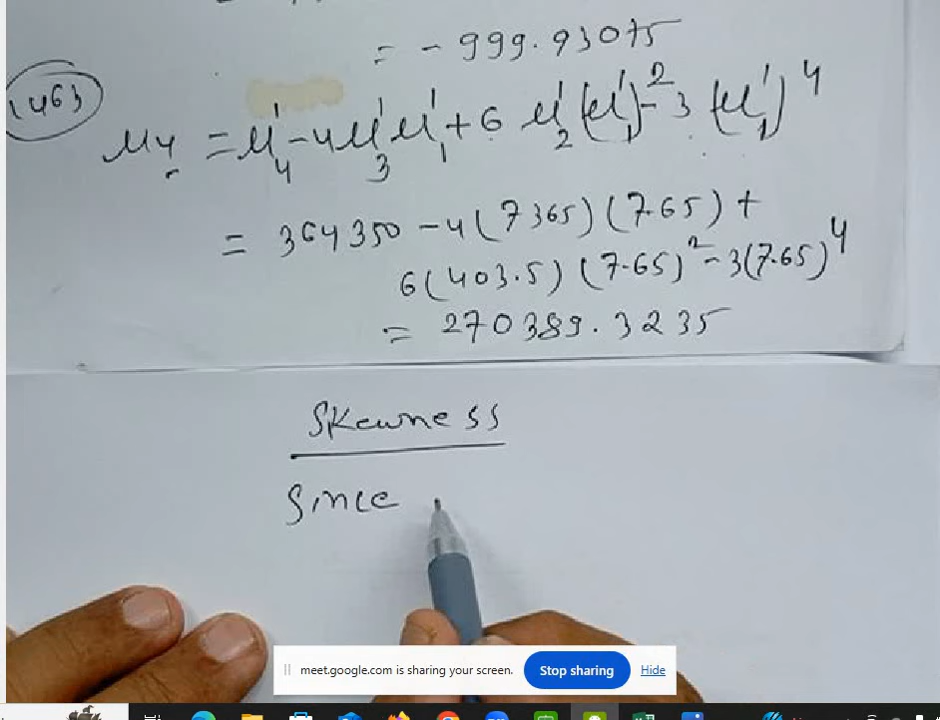 = - 999.93075
(463)
μ4 = μ'4 - 4μ'3 μ'1 + 6 μ'2 (μ'1)² - 3 (μ'1)⁴
= 364350 - 4(7365)(7.65) +
6(403.5)(7.65)² - 3(7.65)⁴
= 270389.3235
Skewness
Since
meet.google.com is sharing your screen. Stop sharing Hide